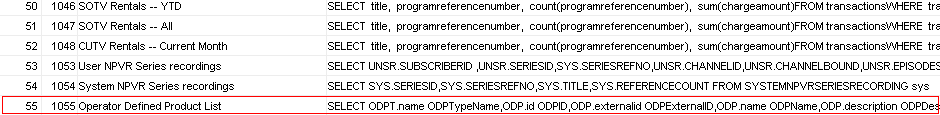 50 1046 SOTV Rentals -- YTD SELECT title, programreferencenumber, count(programreferencenumber), sum(chargeamount)FROM transactionsWHERE tra
51 1047 SOTV Rentals -- All SELECT title, programreferencenumber, count(programreferencenumber), sum(chargeamount)FROM transactionsWHERE tra
52 1048 CUTV Rentals -- Current Month SELECT title, programreferencenumber, count(programreferencenumber), sum(chargeamount)FROM transactionsWHERE tra
53 1053 User NPVR Series recordings SELECT UNSR.SUBSCRIBERID ,UNSR.SERIESID,SYS.SERIESREFNO,UNSR.CHANNELID,UNSR.CHANNELBOUND,UNSR.EPISODES
54 1054 System NPVR Series recordings SELECT SYS.SERIESID,SYS.SERIESREFNO,SYS.TITLE,SYS.REFERENCECOUNT FROM SYSTEMNPVRSERIESRECORDING sys
55 1055 Operator Defined Product List SELECT ODPT.name ODPTypeName,ODP.id ODPID,ODP.externalid ODPExternalID,ODP.name ODPName,ODP.description ODPDes